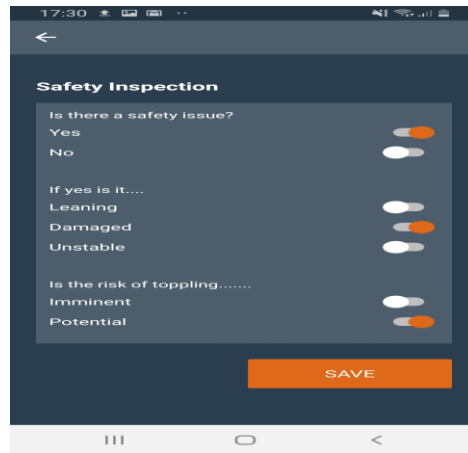 17:30
Safety Inspection
Is there a safety issue?
Yes
No
If yes is it....
Leaning
Damaged
Unstable
Is the risk of toppling.......
Imminent
Potential
SAVE